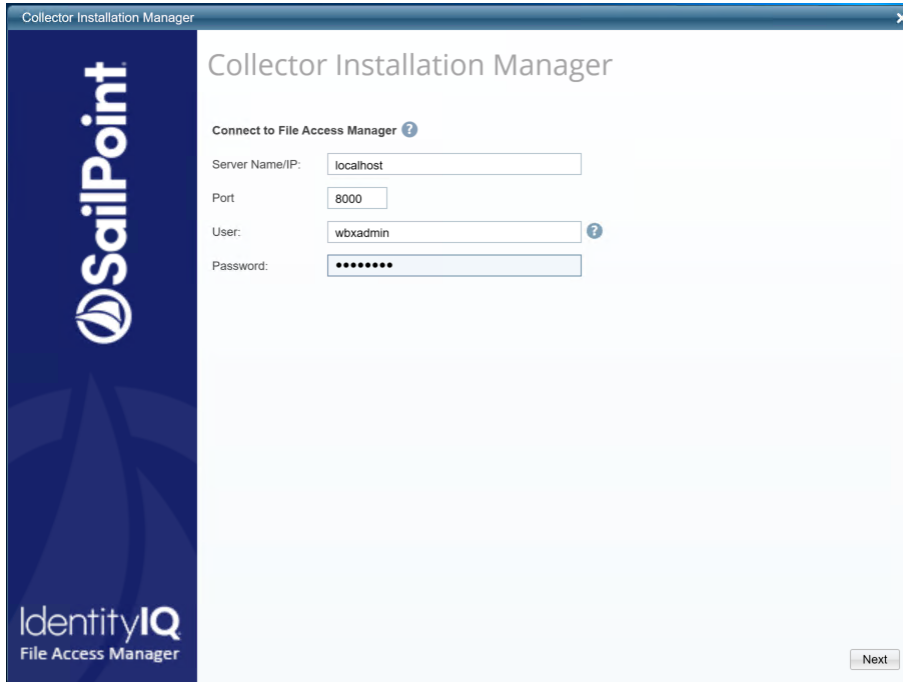 Collector Installation Manager
SailPoint
Collector Installation Manager
Connect to File Access Manager ?
Server Name/IP: localhost
Port 8000
User: wbxadmin ?
Password: ••••••••
IdentityIQ
File Access Manager
Next